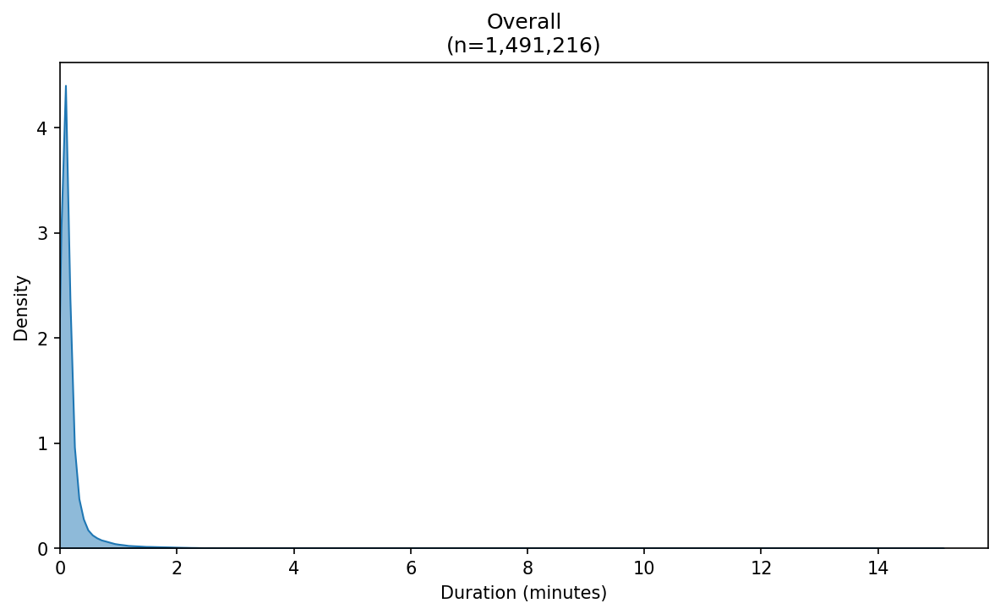 Overall
(n=1,491,216)
4
3
2
1
0
Density
0 2 4 6 8 10 12 14
Duration (minutes)